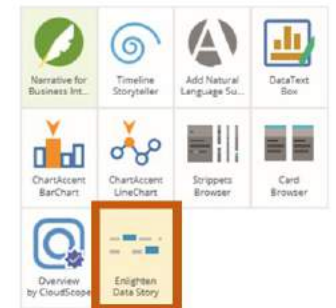 Narrative for
Business Int...
Timeline
Storyteller
Add Natural
Language Su...
DataText
Box
ChartAccent
BarChart
ChartAccent
LineChart
Strippets
Browser
Card
Browser
Overview
by CloudScope
Enlighten
Data Story